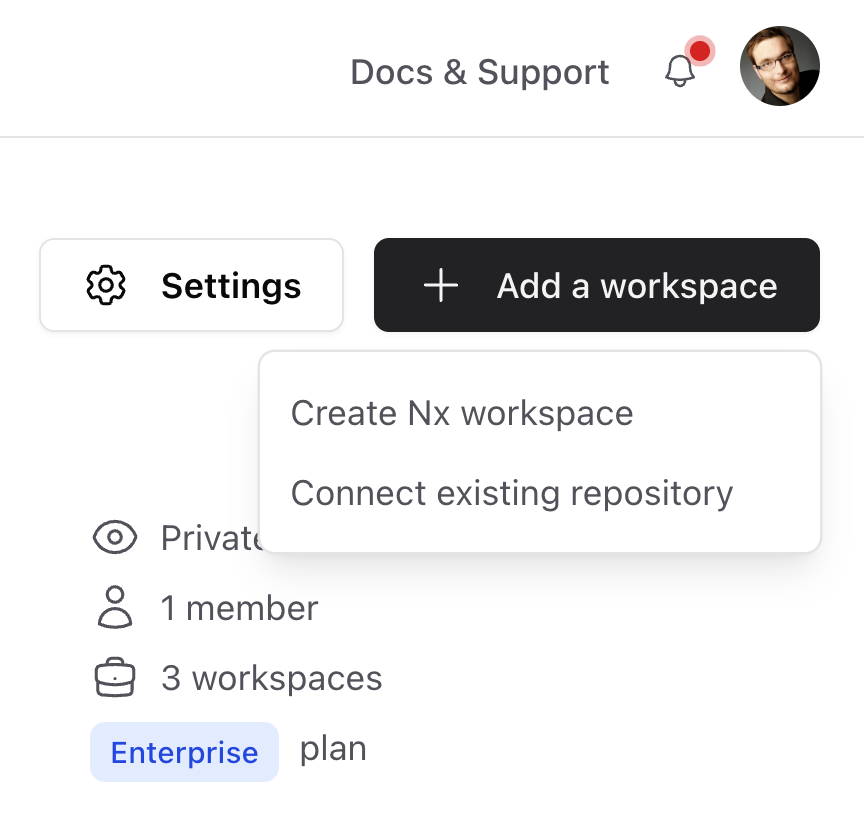 Docs & Support
Settings
Add a workspace
Create Nx workspace
Connect existing repository
Private
1 member
3 workspaces
Enterprise plan